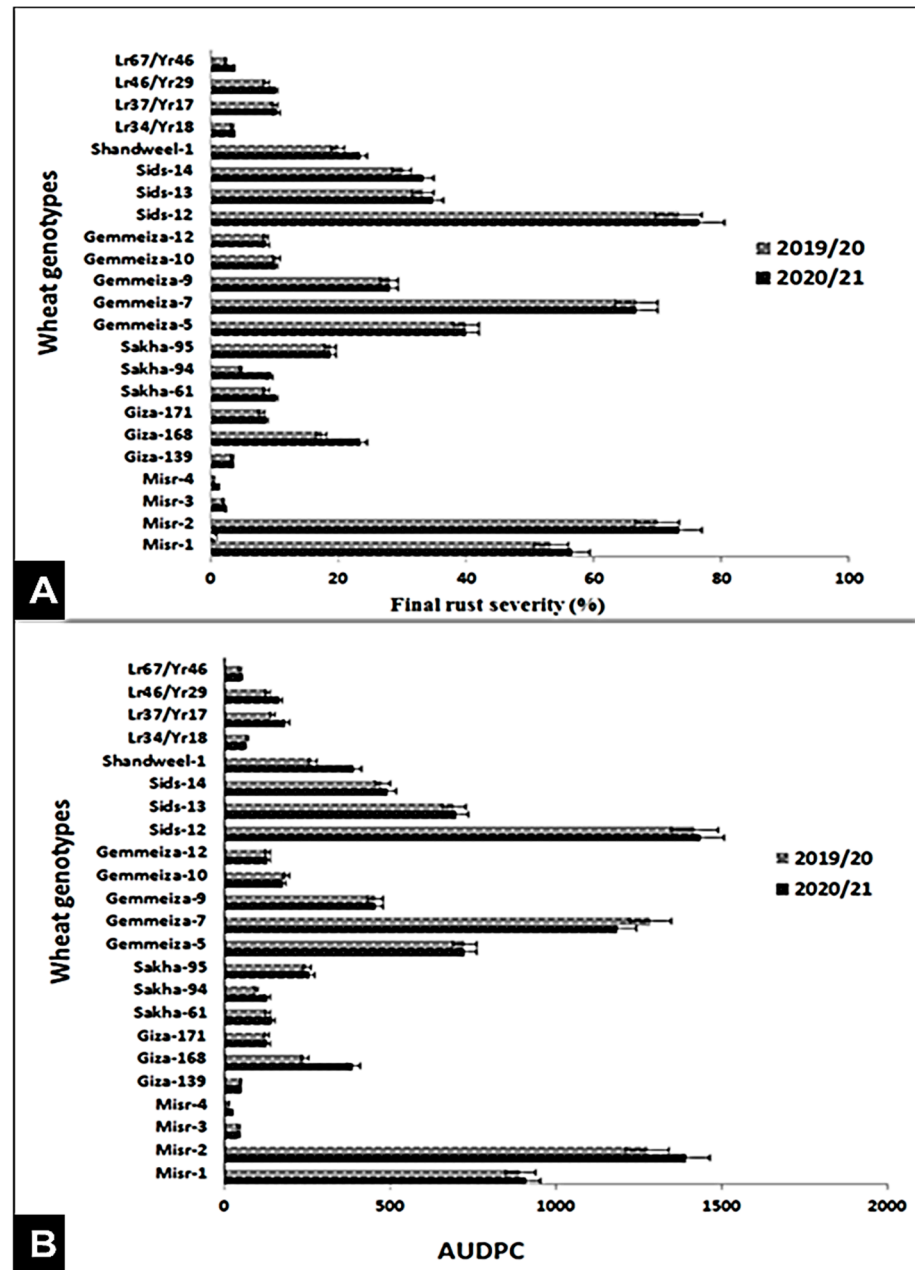 Lr67/Yr46
Lr46/Yr29
Lr37/Yr17
Lr34/Yr18
Shandweel-1
Sids-14
Sids-13
Sids-12
Gemmeiza-12
Gemmeiza-10
Gemmeiza-9
Gemmeiza-7
Gemmeiza-5
Sakha-95
Sakha-94
Sakha-61
Giza-171
Giza-168
Giza-139
Misr-4
Misr-3
Misr-2
Misr-1
Wheat genotypes
2019/20
2020/21
0 20 40 60 80 100
Final rust severity (%)
A
Lr67/Yr46
Lr46/Yr29
Lr37/Yr17
Lr34/Yr18
Shandweel-1
Sids-14
Sids-13
Sids-12
Gemmeiza-12
Gemmeiza-10
Gemmeiza-9
Gemmeiza-7
Gemmeiza-5
Sakha-95
Sakha-94
Sakha-61
Giza-171
Giza-168
Giza-139
Misr-4
Misr-3
Misr-2
Misr-1
Wheat genotypes
2019/20
2020/21
0 500 1000 1500 2000
AUDPC
B